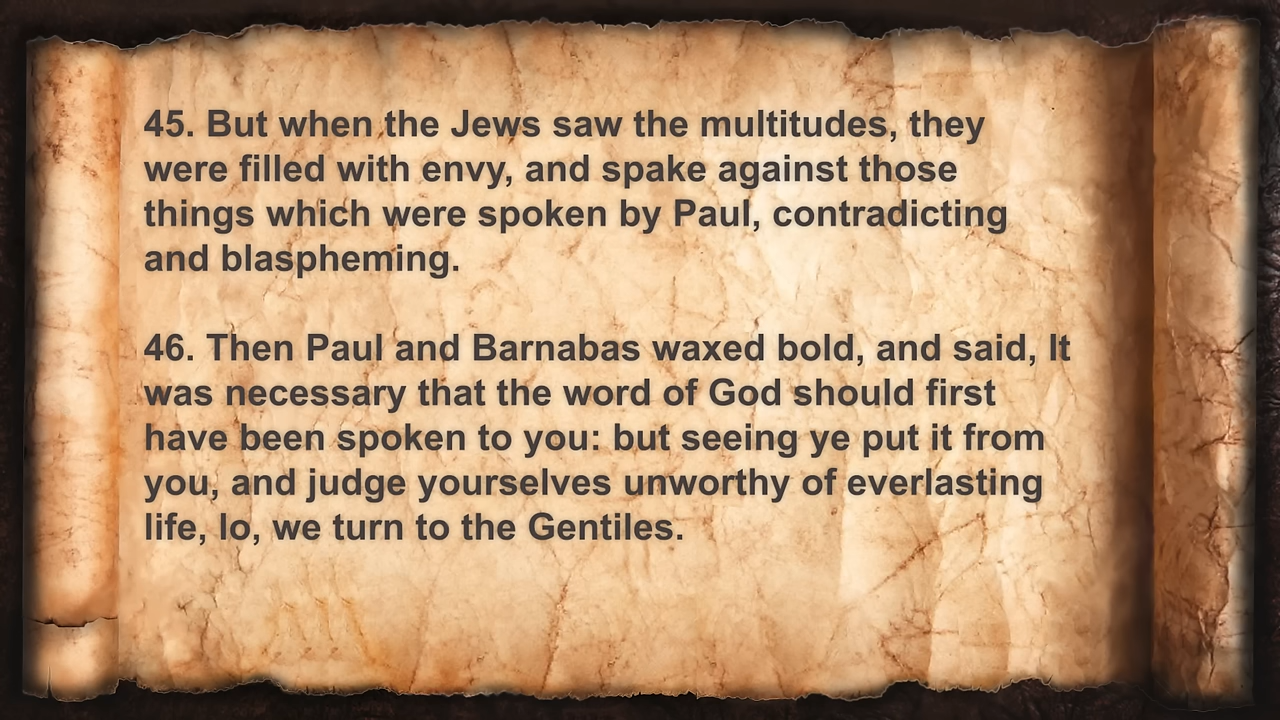 45. But when the Jews saw the multitudes, they
were filled with envy, and spake against those
things which were spoken by Paul, contradicting
and blaspheming.
46. Then Paul and Barnabas waxed bold, and said, It
was necessary that the word of God should first
have been spoken to you: but seeing ye put it from
you, and judge yourselves unworthy of everlasting
life, lo, we turn to the Gentiles.